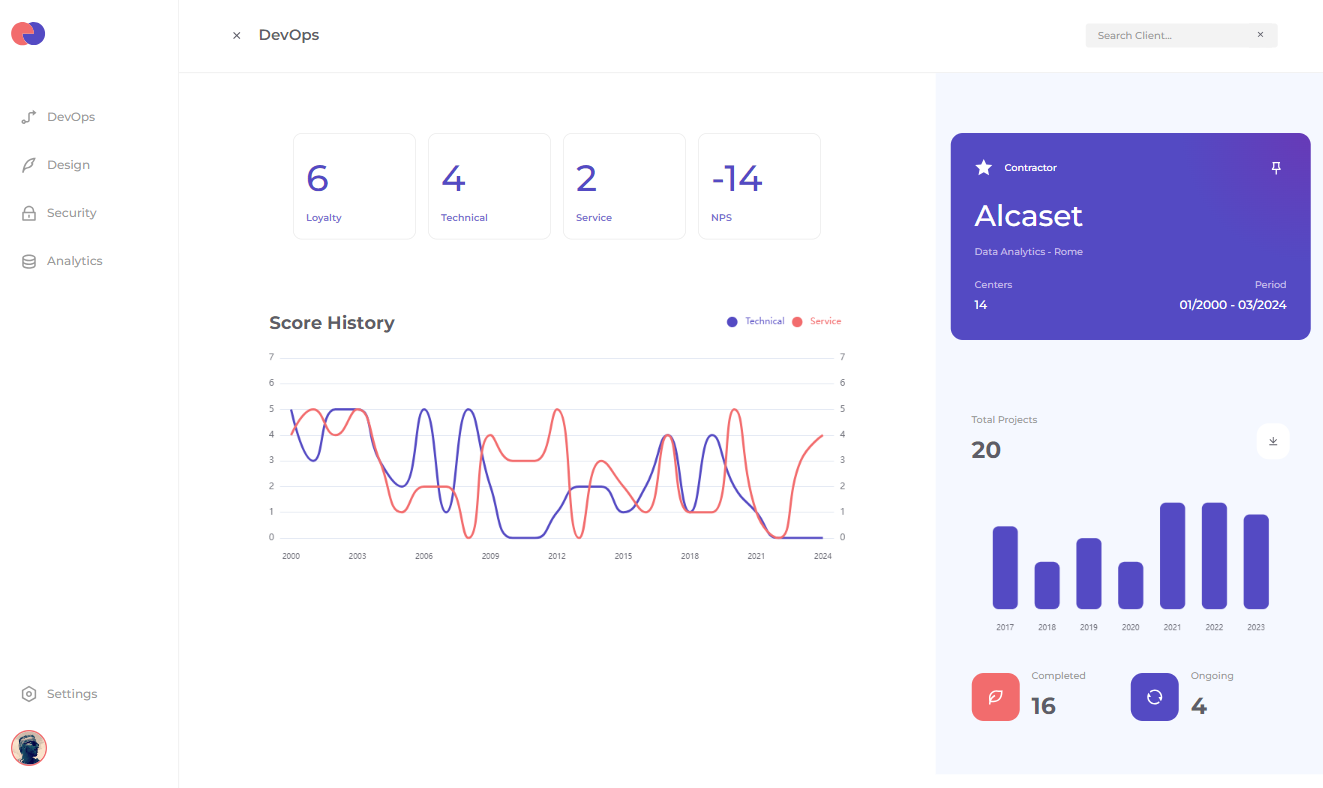 DevOps
Search Client...
DevOps
Design
Security
Analytics
Settings
6
Loyalty
4
Technical
2
Service
-14
NPS
Score History
Technical
Service
7 7
6 6
5 5
4 4
3 3
2 2
1 1
0 0
2000 2003 2006 2009 2012 2015 2018 2021 2024
Contractor
Alcaset
Data Analytics - Rome
Centers Period
14 01/2000 - 03/2024
Total Projects
20
2017 2018 2019 2020 2021 2022 2023
Completed
16
Ongoing
4